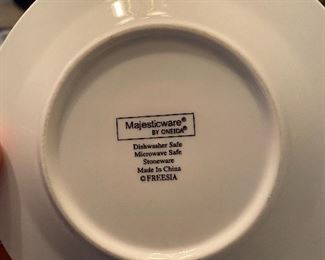 Majesticware®
BY ONEIDA®
Dishwasher Safe
Microwave Safe
Stoneware
Made In China
© FREESIA